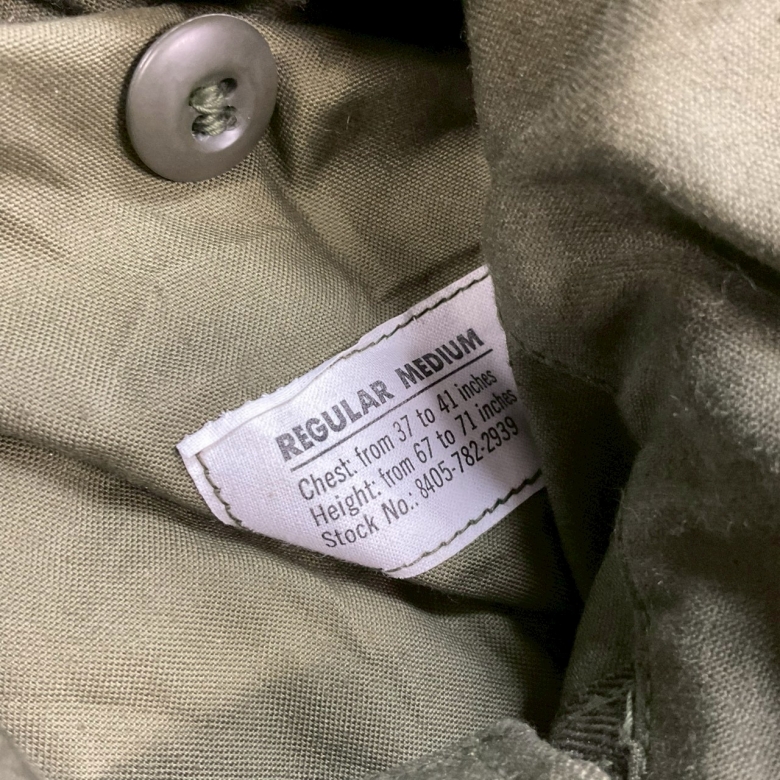 REGULAR MEDIUM
Chest: from 37 to 41 inches
Height: from 67 to 71 inches
Stock No.: 8405-782-2939